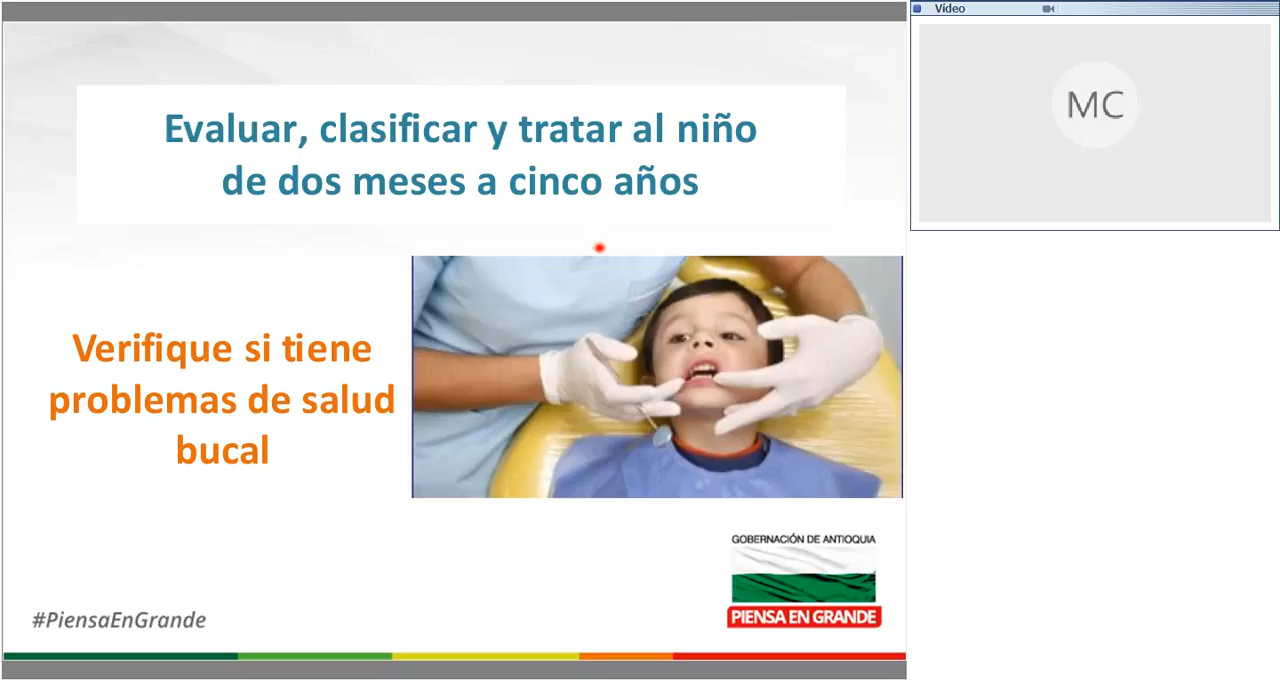 Vídeo
MC
Evaluar, clasificar y tratar al niño
de dos meses a cinco años
Verifique si tiene
problemas de salud
bucal
GOBERNACIÓN DE ANTIOQUIA
PIENSA EN GRANDE
#PiensaEnGrande